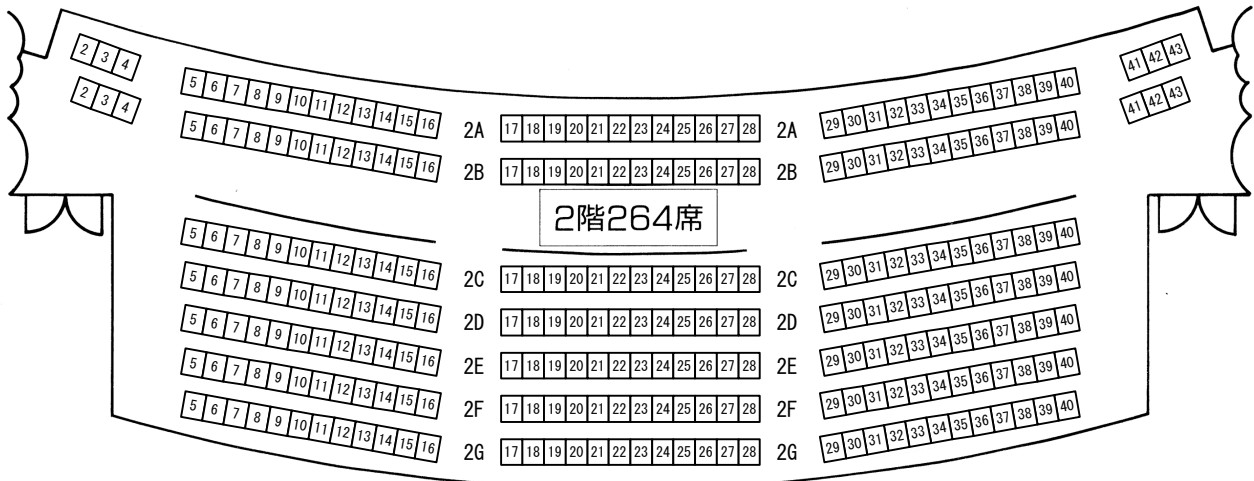 2 3 4 5 6 7 8 9 10 11 12 13 14 15 16 2A 17 18 19 20 21 22 23 24 25 26 27 28 2A 29 30 31 32 33 34 35 36 37 38 39 40 41 42 43
2 3 4 5 6 7 8 9 10 11 12 13 14 15 16 2B 17 18 19 20 21 22 23 24 25 26 27 28 2B 29 30 31 32 33 34 35 36 37 38 39 40 41 42 43
2階264席
5 6 7 8 9 10 11 12 13 14 15 16 2C 17 18 19 20 21 22 23 24 25 26 27 28 2C 29 30 31 32 33 34 35 36 37 38 39 40
5 6 7 8 9 10 11 12 13 14 15 16 2D 17 18 19 20 21 22 23 24 25 26 27 28 2D 29 30 31 32 33 34 35 36 37 38 39 40
5 6 7 8 9 10 11 12 13 14 15 16 2E 17 18 19 20 21 22 23 24 25 26 27 28 2E 29 30 31 32 33 34 35 36 37 38 39 40
5 6 7 8 9 10 11 12 13 14 15 16 2F 17 18 19 20 21 22 23 24 25 26 27 28 2F 29 30 31 32 33 34 35 36 37 38 39 40
5 6 7 8 9 10 11 12 13 14 15 16 2G 17 18 19 20 21 22 23 24 25 26 27 28 2G 29 30 31 32 33 34 35 36 37 38 39 40